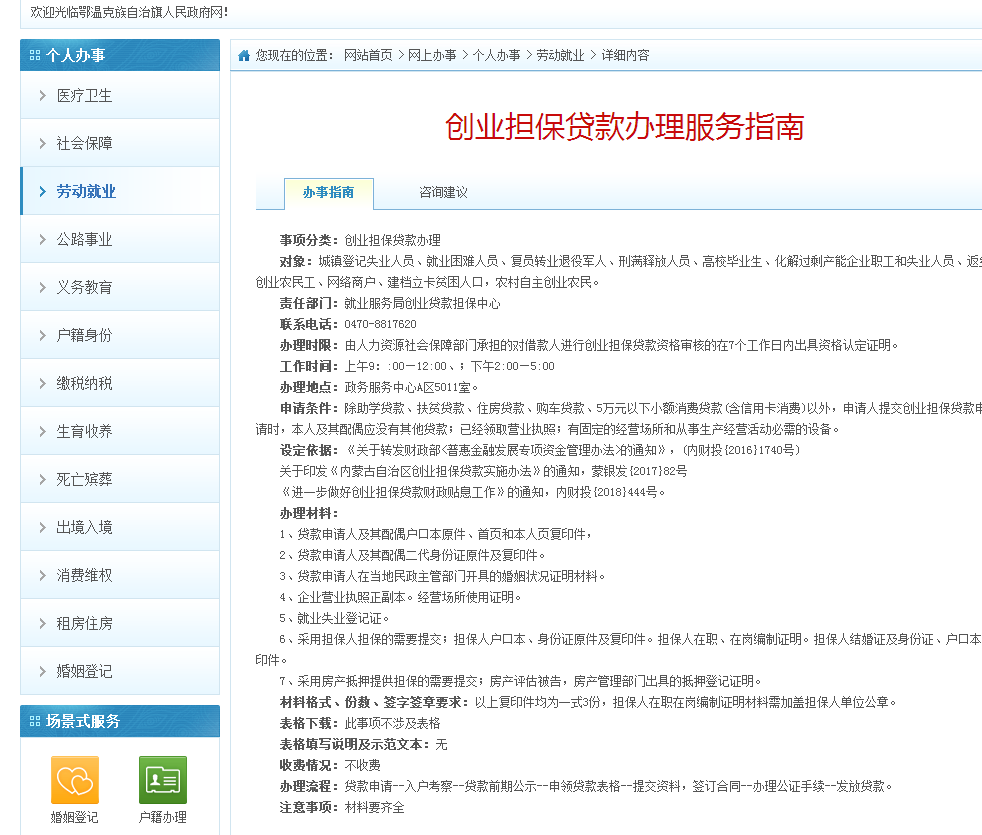 欢迎光临鄂温克族自治旗人民政府网!
个人办事
医疗卫生
社会保障
劳动就业
公路事业
义务教育
户籍身份
缴税纳税
生育收养
死亡殡葬
出境入境
消费维权
租房住房
婚姻登记
场景式服务
婚姻登记 户籍办理
您现在的位置: 网站首页 > 网上办事 > 个人办事 > 劳动就业 > 详细内容
创业担保贷款办理服务指南
办事指南 咨询建议
事项分类:创业担保贷款办理
对象:城镇登记失业人员、就业困难人员、复员转业退役军人、刑满释放人员、高校毕业生、化解过剩产能企业职工和失业人员、返乡
创业农民工、网络商户、建档立卡贫困人口,农村自主创业农民。
责任部门:就业服务局创业贷款担保中心
联系电话:0470-8817620
办理时限:由人力资源社会保障部门承担的对借款人进行创业担保贷款资格审核的在7个工作日内出具资格认定证明。
工作时间:上午9：:00—12:00、；下午2:00—5:00
办理地点:政务服务中心A区5011室。
申请条件:除助学贷款、扶贫贷款、住房贷款、购车贷款、5万元以下小额消费贷款(含信用卡消费)以外，申请人提交创业担保贷款申
请时，本人及其配偶应没有其他贷款；已经领取营业执照；有固定的经营场所和从事生产经营活动必需的设备。
设定依据:《关于转发财政部<普惠金融发展专项资金管理办法>的通知》，(内财投{2016}1740号)
关于印发《内蒙古自治区创业担保贷款实施办法》的通知，蒙银发{2017}82号
《进一步做好创业担保贷款财政贴息工作》的通知，内财投{2018}444号。
办理材料:
1、贷款申请人及其配偶户口本原件、首页和本人页复印件，
2、贷款申请人及其配偶二代身份证原件及复印件。
3、贷款申请人在当地民政主管部门开具的婚姻状况证明材料。
4、企业营业执照正副本。经营场所使用证明。
5、就业失业登记证。
6、采用担保人担保的需要提交；担保人户口本、身份证原件及复印件。担保人在职、在岗编制证明。担保人结婚证及身份证、户口本
印件。
7、采用房产抵押提供担保的需要提交；房产评估被告，房产管理部门出具的抵押登记证明。
材料格式、份数、签字签章要求:以上复印件均为一式3份，担保人在职在岗编制证明材料需加盖担保人单位公章。
表格下载:此事项不涉及表格
表格填写说明及示范文本:无
收费情况:不收费
办理流程:贷款申请--入户考察--贷款前期公示--申领贷款表格--提交资料，签订合同--办理公证手续--发放贷款。
注意事项:材料要齐全